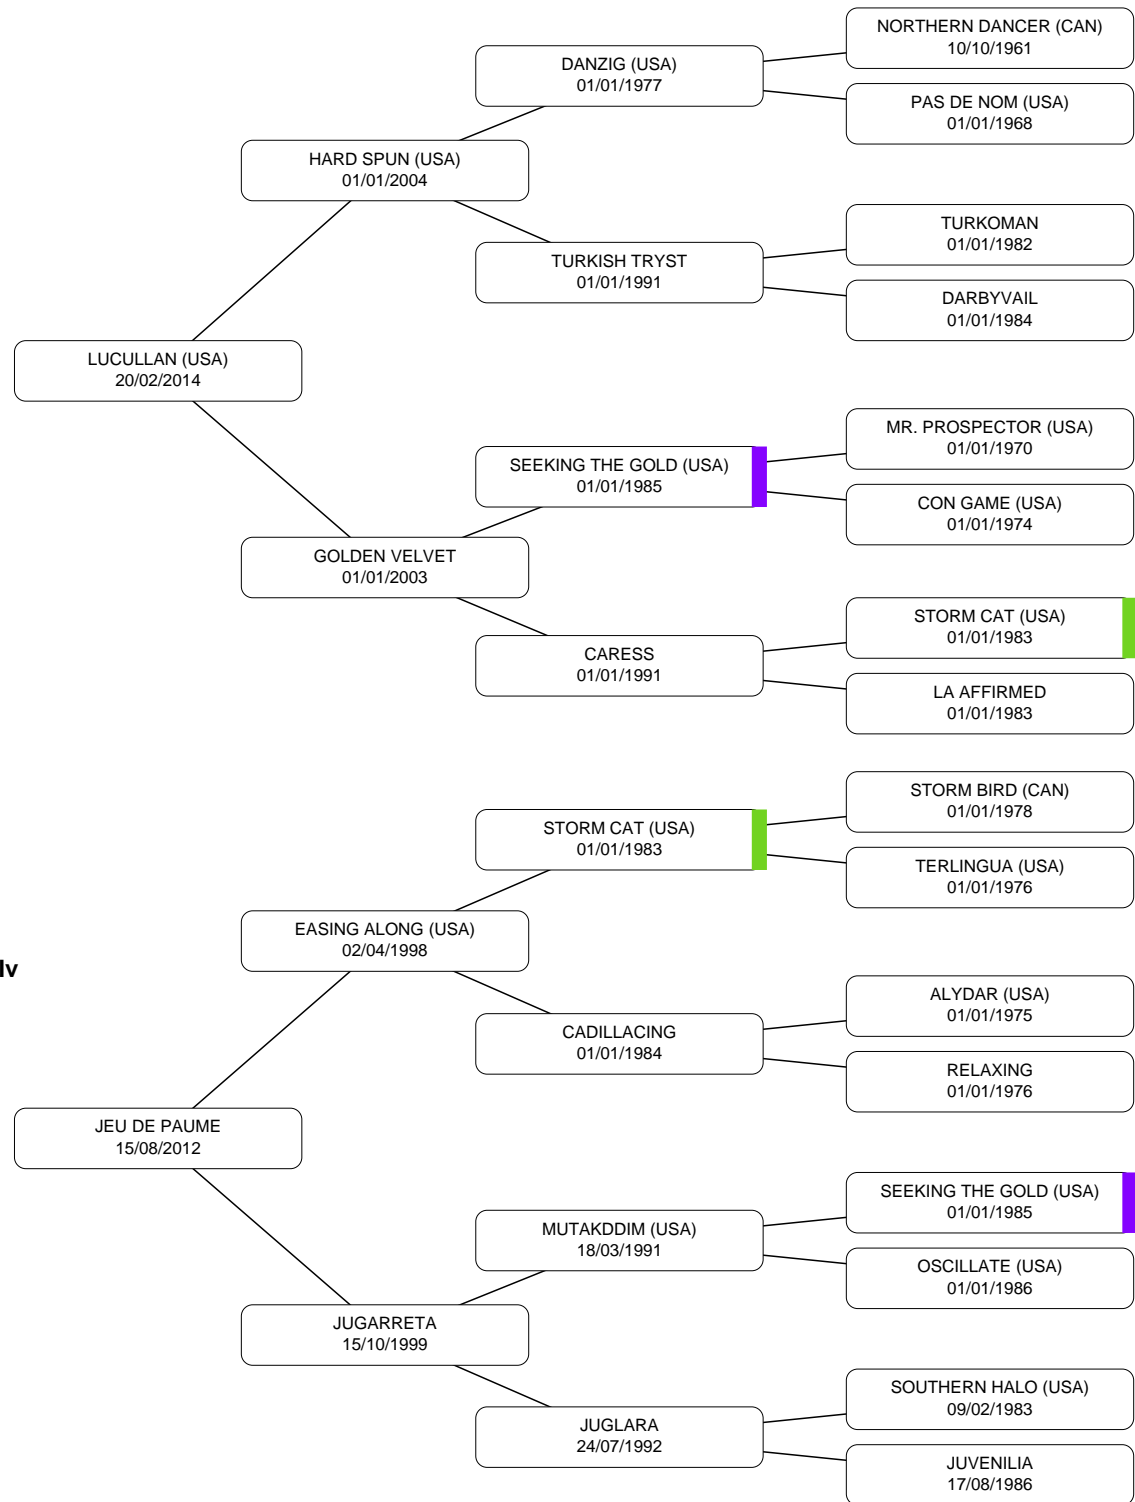 NORTHERN DANCER (CAN)
10/10/1961
DANZIG (USA)
01/01/1977
PAS DE NOM (USA)
01/01/1968
HARD SPUN (USA)
01/01/2004
TURKOMAN
01/01/1982
TURKISH TRYST
01/01/1991
DARBYVAIL
01/01/1984
LUCULLAN (USA)
20/02/2014
MR. PROSPECTOR (USA)
01/01/1970
SEEKING THE GOLD (USA)
01/01/1985
CON GAME (USA)
01/01/1974
GOLDEN VELVET
01/01/2003
STORM CAT (USA)
01/01/1983
CARESS
01/01/1991
LA AFFIRMED
01/01/1983
STORM BIRD (CAN)
01/01/1978
STORM CAT (USA)
01/01/1983
TERLINGUA (USA)
01/01/1976
EASING ALONG (USA)
02/04/1998
lv
ALYDAR (USA)
01/01/1975
CADILLACING
01/01/1984
RELAXING
01/01/1976
JEU DE PAUME
15/08/2012
SEEKING THE GOLD (USA)
01/01/1985
MUTAKDDIM (USA)
18/03/1991
OSCILLATE (USA)
01/01/1986
JUGARRETA
15/10/1999
SOUTHERN HALO (USA)
09/02/1983
JUGLARA
24/07/1992
JUVENILIA
17/08/1986